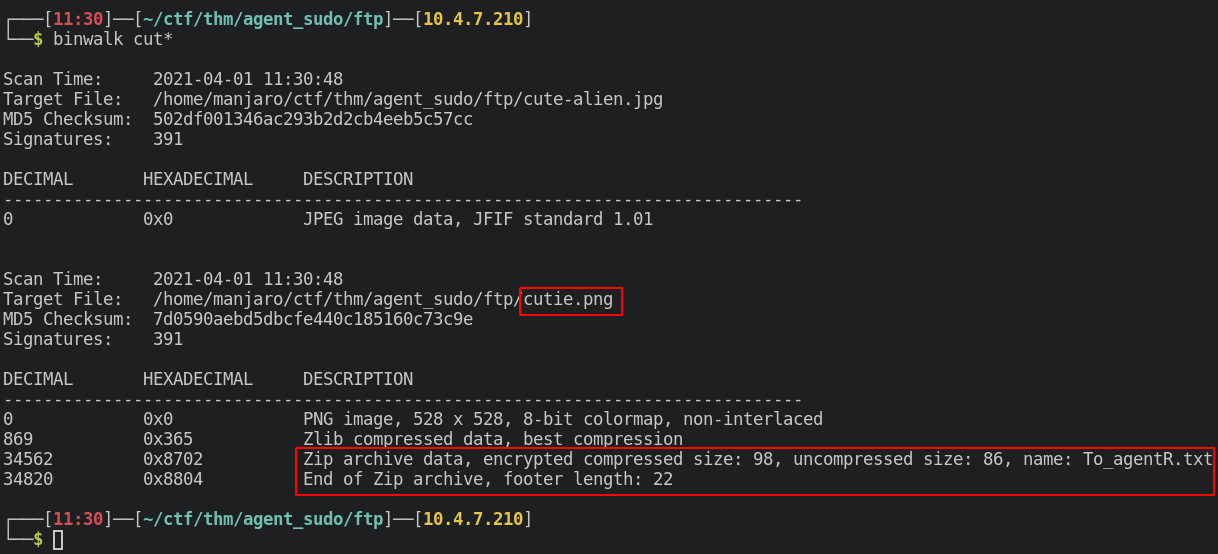 ┌───[11:30]──[~/ctf/thm/agent_sudo/ftp]──[10.4.7.210]
└──$ binwalk cut*
Scan Time:     2021-04-01 11:30:48
Target File:   /home/manjaro/ctf/thm/agent_sudo/ftp/cute-alien.jpg
MD5 Checksum:  502df001346ac293b2d2cb4eeb5c57cc
Signatures:    391
DECIMAL       HEXADECIMAL     DESCRIPTION
--------------------------------------------------------------------------------
0             0x0             JPEG image data, JFIF standard 1.01
Scan Time:     2021-04-01 11:30:48
Target File:   /home/manjaro/ctf/thm/agent_sudo/ftp/cutie.png
MD5 Checksum:  7d0590aebd5dbcfe440c185160c73c9e
Signatures:    391
DECIMAL       HEXADECIMAL     DESCRIPTION
--------------------------------------------------------------------------------
0             0x0             PNG image, 528 x 528, 8-bit colormap, non-interlaced
869           0x365           Zlib compressed data, best compression
34562         0x8702          Zip archive data, encrypted compressed size: 98, uncompressed size: 86, name: To_agentR.txt
34820         0x8804          End of Zip archive, footer length: 22
┌───[11:30]──[~/ctf/thm/agent_sudo/ftp]──[10.4.7.210]
└──$